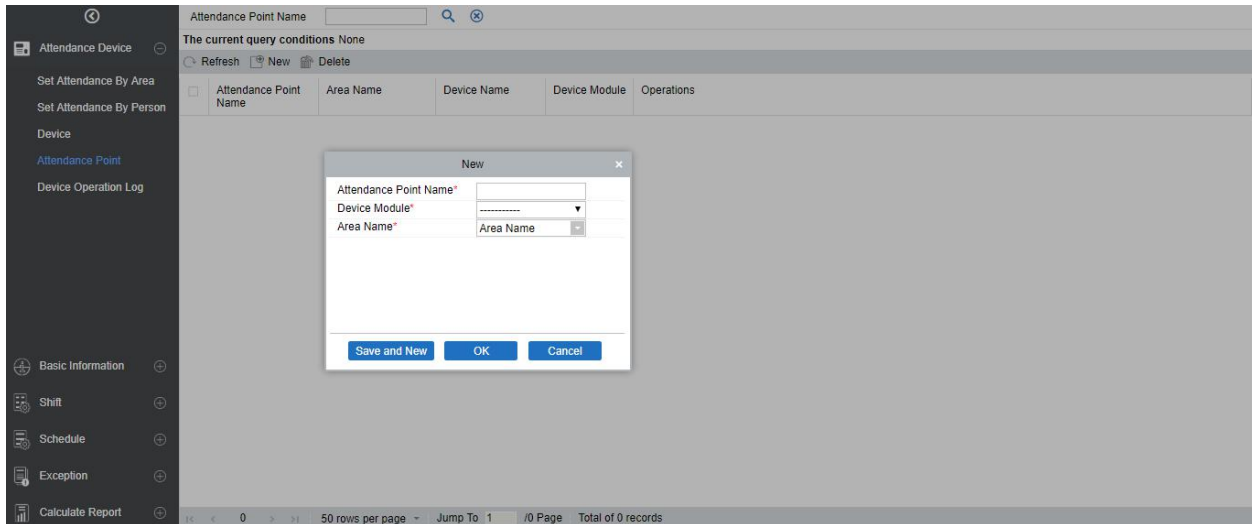 Attendance Point Name
The current query conditions None
Refresh New Delete
Attendance Point Name Area Name Device Name Device Module Operations
Attendance Device
Set Attendance By Area
Set Attendance By Person
Device
Attendance Point
Device Operation Log
Basic Information
Shift
Schedule
Exception
Calculate Report
New
Attendance Point Name*
Device Module* -----------
Area Name* Area Name
Save and New OK Cancel
0 50 rows per page Jump To 1 /0 Page Total of 0 records